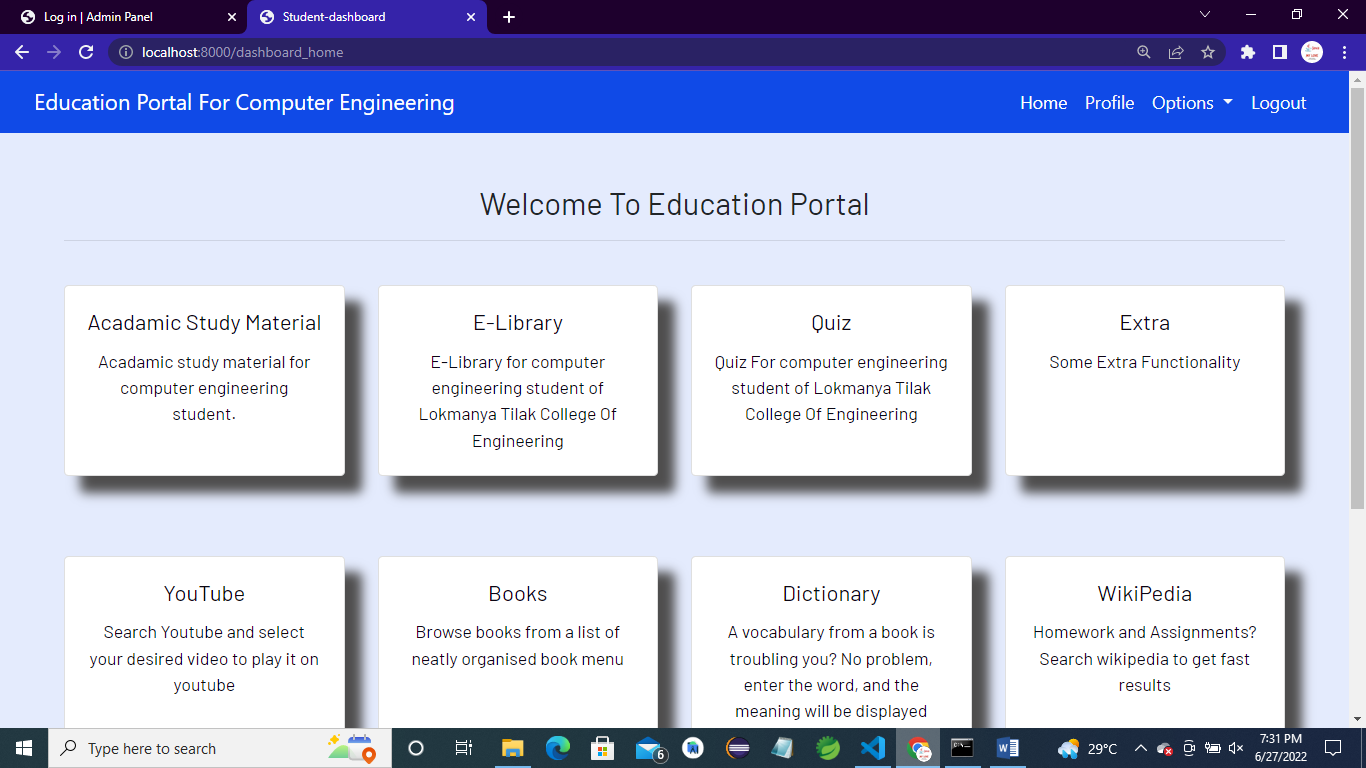 Log in | Admin Panel
Student-dashboard
localhost:8000/dashboard_home
Education Portal For Computer Engineering
Home Profile Options Logout
Welcome To Education Portal
Acadamic Study Material
Acadamic study material for
computer engineering
student.
E-Library
E-Library for computer
engineering student of
Lokmanya Tilak College Of
Engineering
Quiz
Quiz For computer engineering
student of Lokmanya Tilak
College Of Engineering
Extra
Some Extra Functionality
YouTube
Search Youtube and select
your desired video to play it on
youtube
Books
Browse books from a list of
neatly organised book menu
Dictionary
A vocabulary from a book is
troubling you? No problem,
enter the word, and the
meaning will be displayed
WikiPedia
Homework and Assignments?
Search wikipedia to get fast
results
Type here to search
6
29°C
7:31 PM
6/27/2022